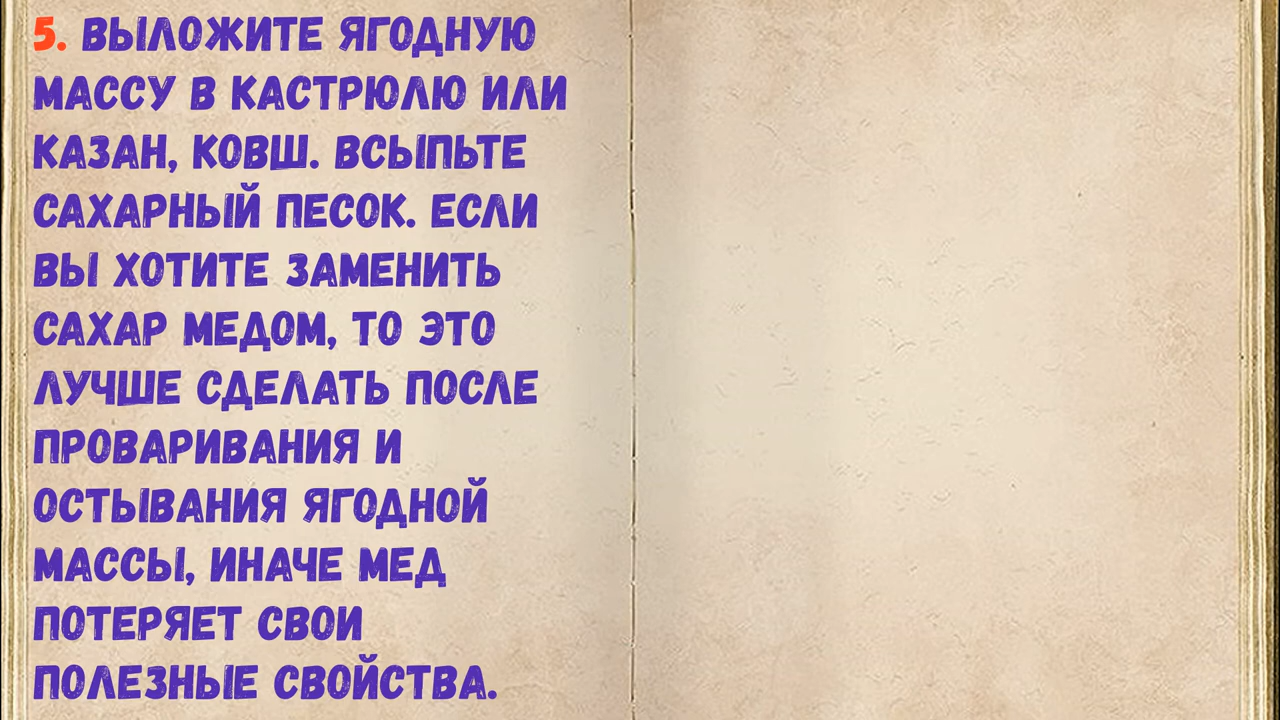 5. ВЫЛОЖИТЕ ЯГОДНУЮ
МАССУ В КАСТРЮЛЮ ИЛИ
КАЗАН, КОВШ. ВСЫПЬТЕ
САХАРНЫЙ ПЕСОК. ЕСЛИ
ВЫ ХОТИТЕ ЗАМЕНИТЬ
САХАР МЕДОМ, ТО ЭТО
ЛУЧШЕ СДЕЛАТЬ ПОСЛЕ
ПРОВАРИВАНИЯ И
ОСТЫВАНИЯ ЯГОДНОЙ
МАССЫ, ИНАЧЕ МЕД
ПОТЕРЯЕТ СВОИ
ПОЛЕЗНЫЕ СВОЙСТВА.